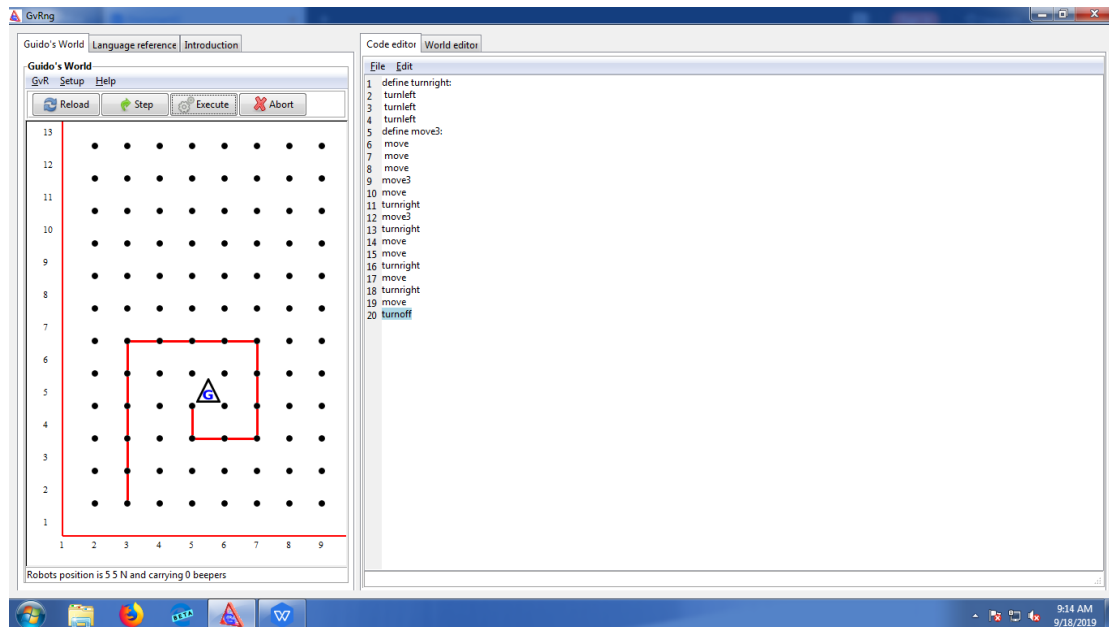 GvRng
Guido's World Language reference Introduction
Guido's World
GvR Setup Help
Reload Step Execute Abort
13
12
11
10
9
8
7
6
5
4
3
2
1
1 2 3 4 5 6 7 8 9
G
Robots position is 5 5 N and carrying 0 beepers
Code editor World editor
File Edit
1 define turnright:
2 turnleft
3 turnleft
4 turnleft
5 define move3:
6 move
7 move
8 move
9 move3
10 move
11 turnright
12 move3
13 turnright
14 move
15 move
16 turnright
17 move
18 turnright
19 move
20 turnoff
9:14 AM
9/18/2019